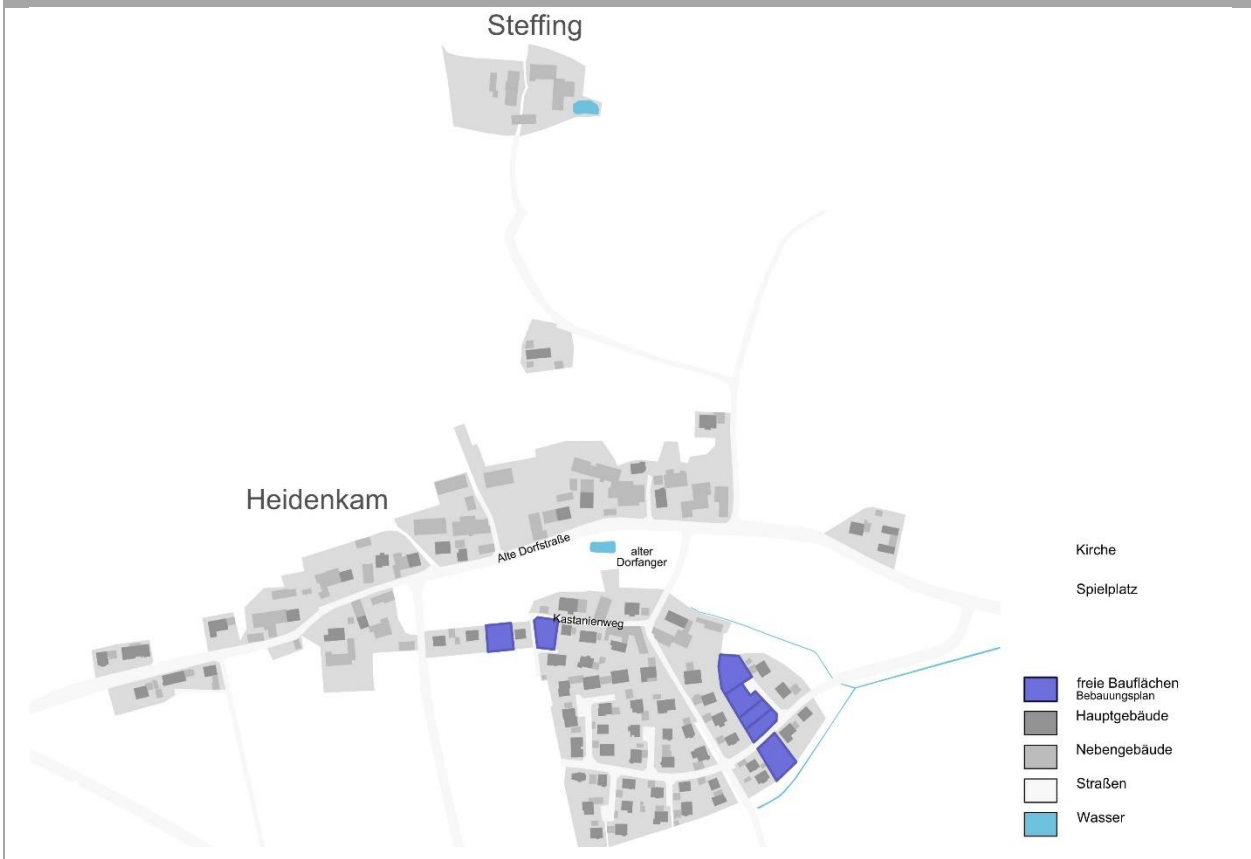 Steffing
Heidenkam
Alte Dorfstraße
alter
Dorfanger
Kastanienweg
Kirche
Spielplatz
freie Bauflächen
Bebauungsplan
Hauptgebäude
Nebengebäude
Straßen
Wasser